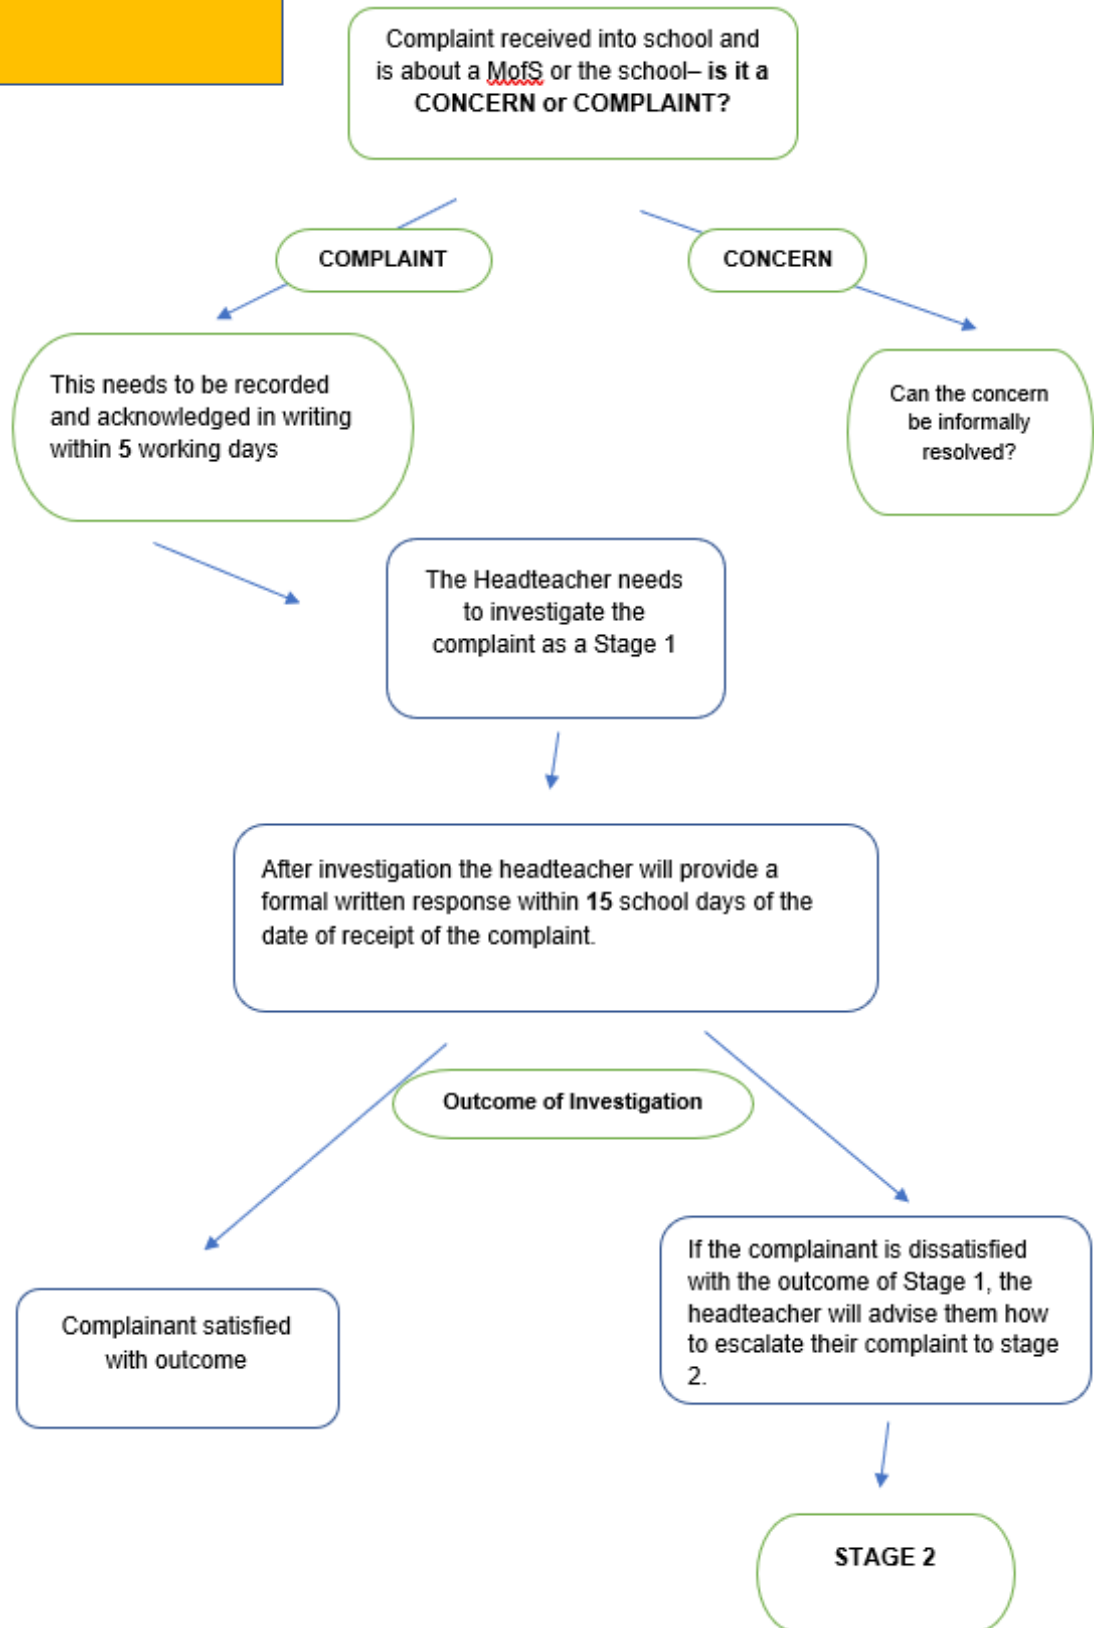 Complaint received into school and
is about a MofS or the school– is it a
CONCERN or COMPLAINT?
COMPLAINT
CONCERN
This needs to be recorded
and acknowledged in writing
within 5 working days
Can the concern
be informally
resolved?
The Headteacher needs
to investigate the
complaint as a Stage 1
After investigation the headteacher will provide a
formal written response within 15 school days of the
date of receipt of the complaint.
Outcome of Investigation
Complainant satisfied
with outcome
If the complainant is dissatisfied
with the outcome of Stage 1, the
headteacher will advise them how
to escalate their complaint to stage
2.
STAGE 2